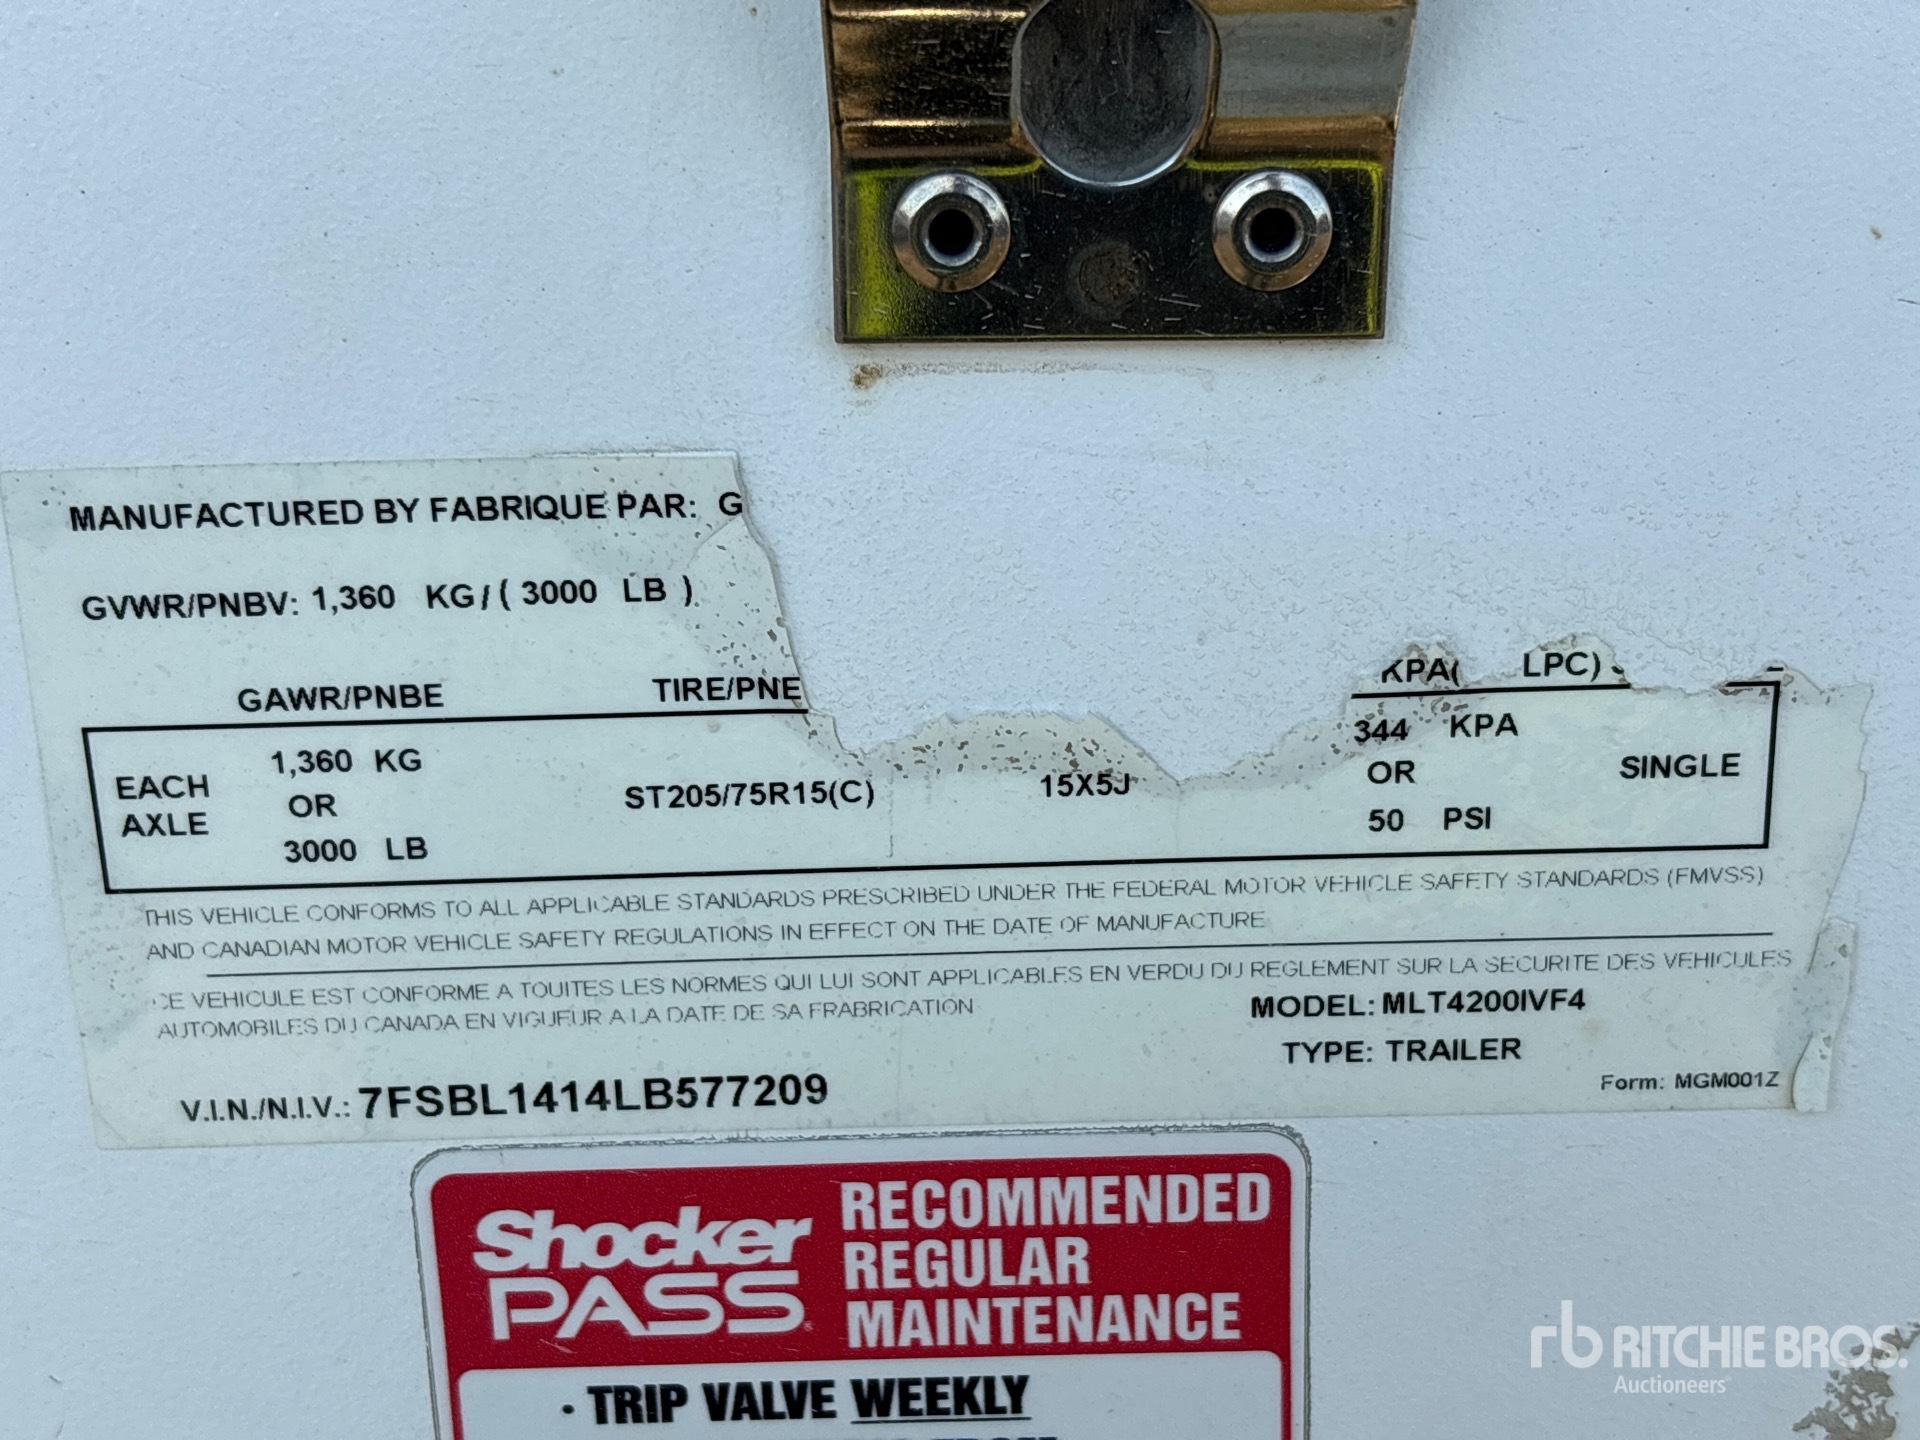 MANUFACTURED BY FABRIQUE PAR: G
GVWR/PNBV: 1,360 KG / ( 3000 LB )
GAWR/PNBE TIRE/PNE KPA( LPC)
EACH AXLE 1,360 KG OR 3000 LB ST205/75R15(C) 15X5J 344 KPA OR 50 PSI SINGLE
THIS VEHICLE CONFORMS TO ALL APPLICABLE STANDARDS PRESCRIBED UNDER THE FEDERAL MOTOR VEHICLE SAFETY STANDARDS (FMVSS)
AND CANADIAN MOTOR VEHICLE SAFETY REGULATIONS IN EFFECT ON THE DATE OF MANUFACTURE
CE VEHICULE EST CONFORME A TOUITES LES NORMES QUI LUI SONT APPLICABLES EN VERDU DU REGLEMENT SUR LA SECURITE DES VEHICULES
AUTOMOBILES DU CANADA EN VIGUEUR A LA DATE DE SA FRABRICATION
MODEL: MLT4200IVF4
TYPE: TRAILER
Form: MGM001Z
V.I.N./N.I.V.: 7FSBL1414LB577209
Shocker PASS
RECOMMENDED
REGULAR
MAINTENANCE
· TRIP VALVE WEEKLY
rb RITCHIE BROS.
Auctioneers